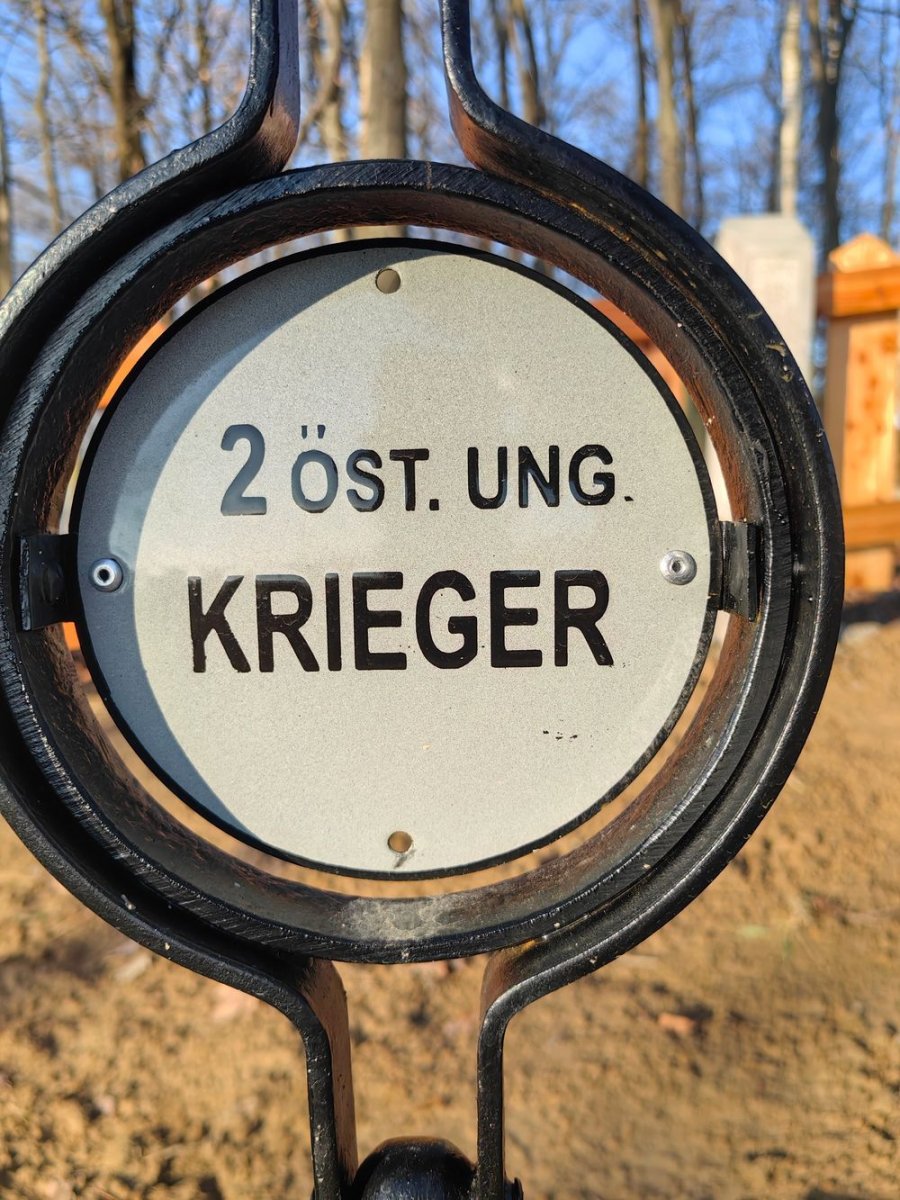 2 ÖST. UNG.
KRIEGER